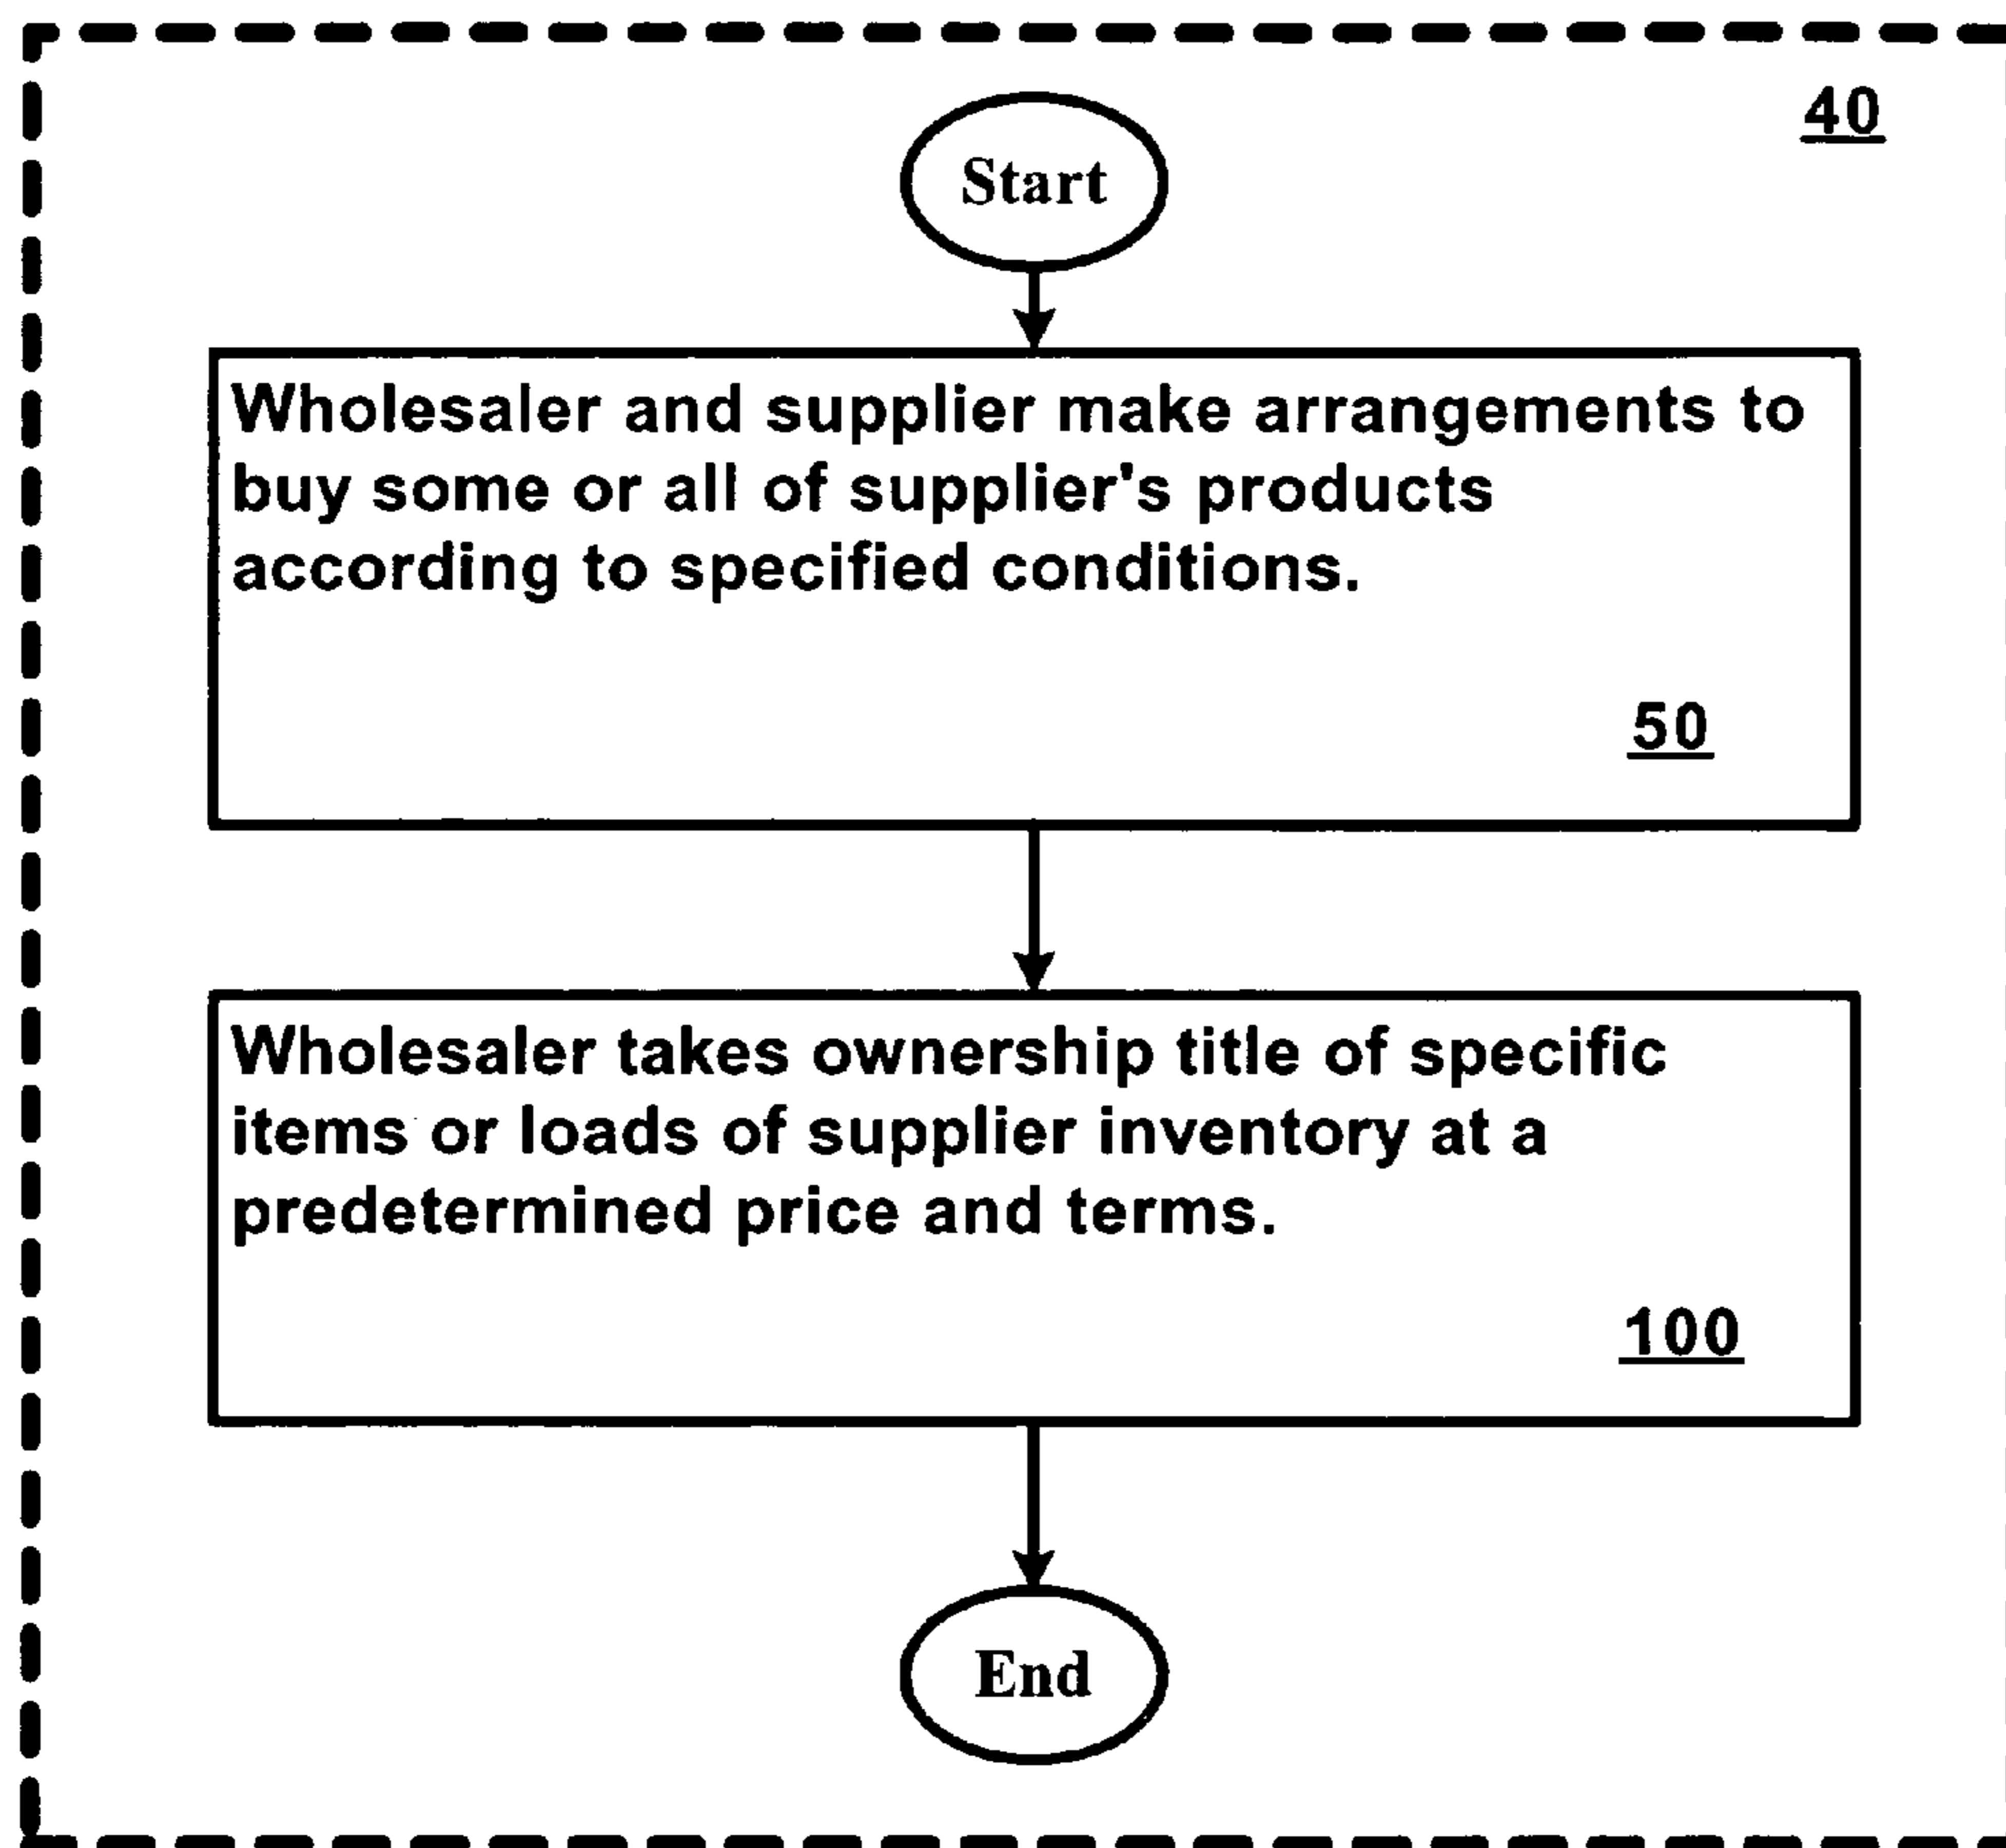 40
Start
Wholesaler and supplier make arrangements to
buy some or all of supplier's products
according to specified conditions.
50
Wholesaler takes ownership title of specific
items or loads of supplier inventory at a
predetermined price and terms.
100
End